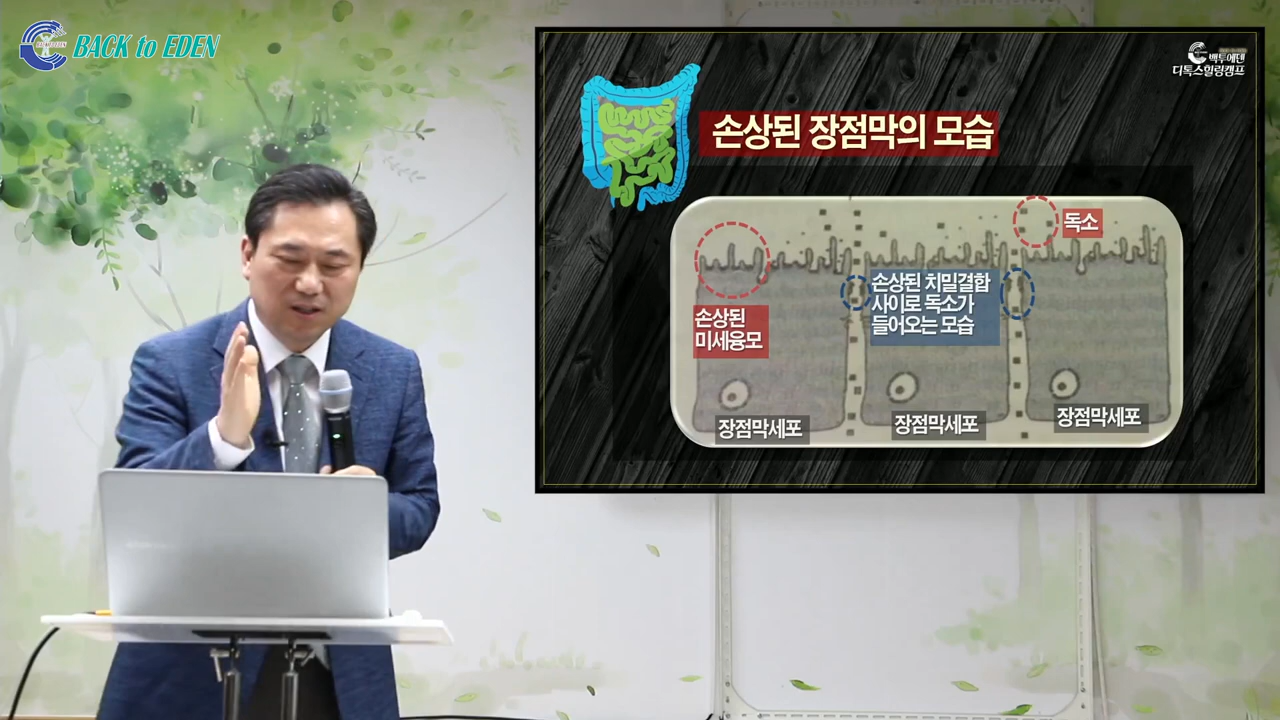 BACK to EDEN
백투에덴
디톡스힐링캠프
손상된 장점막의 모습
독소
손상된 치밀결합
사이로 독소가
들어오는 모습
손상된
미세융모
장점막세포
장점막세포
장점막세포